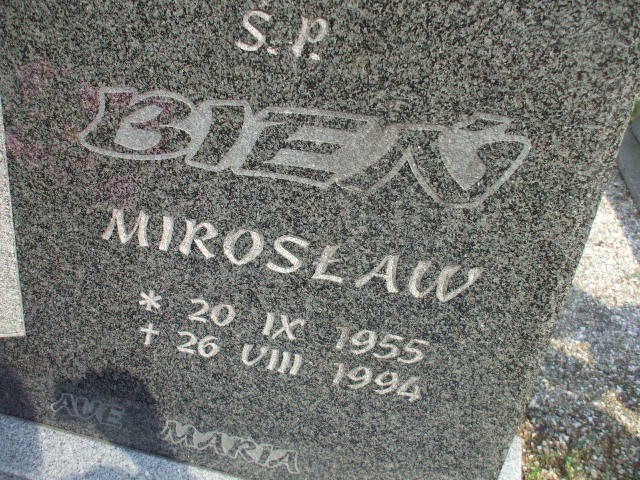 Ś.P.
BIEŃ
MIROSŁAW
* 20 IX 1955
+ 26 VIII 1994
AVE MARIA